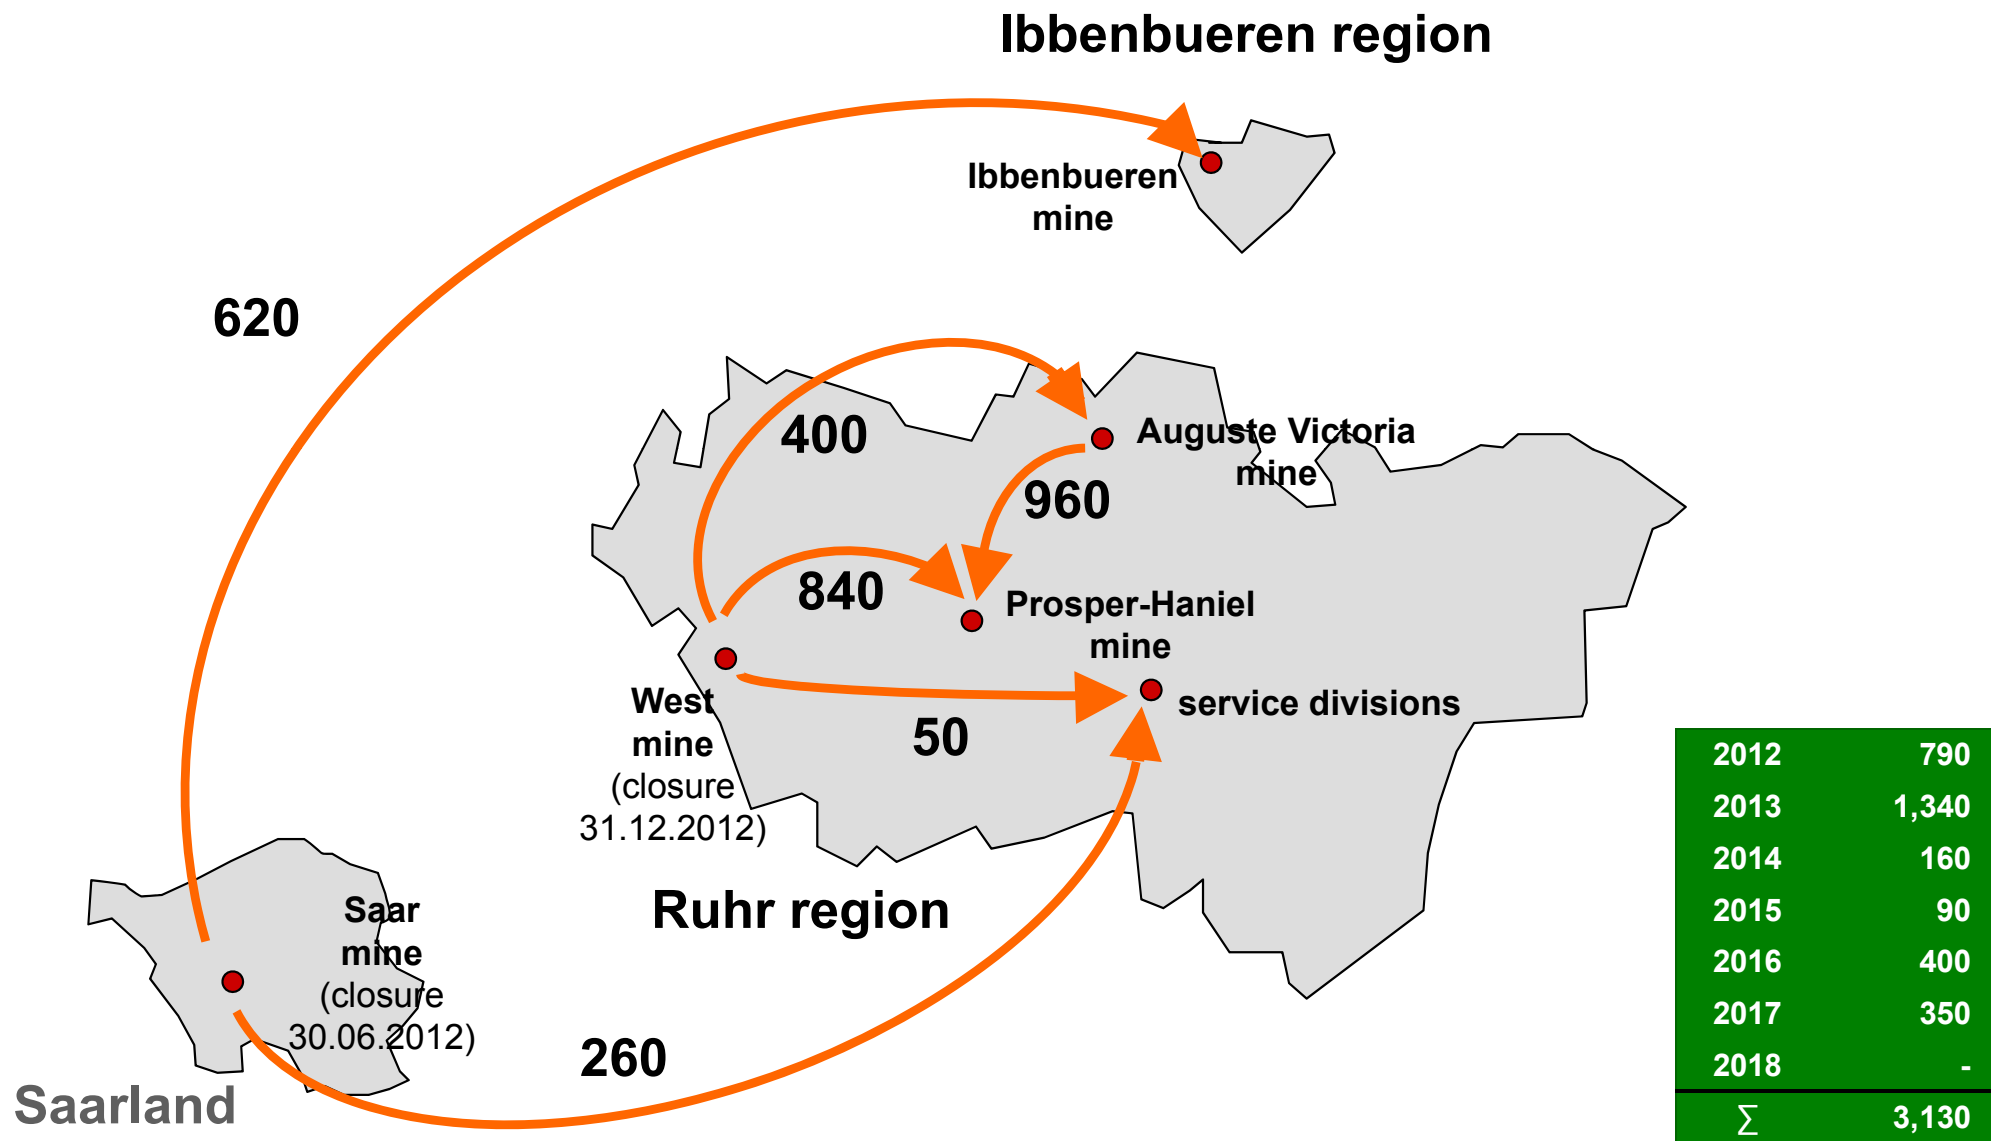 Ibbenbueren region
Ibbenbueren
mine
620
400
Auguste Victoria
mine
960
840
Prosper-Haniel
mine
West
mine
(closure
31.12.2012)
service divisions
50
2012 790
2013 1,340
2014 160
2015 90
2016 400
2017 350
2018 -
∑ 3,130
Ruhr region
Saar
mine
(closure
30.06.2012)
260
Saarland